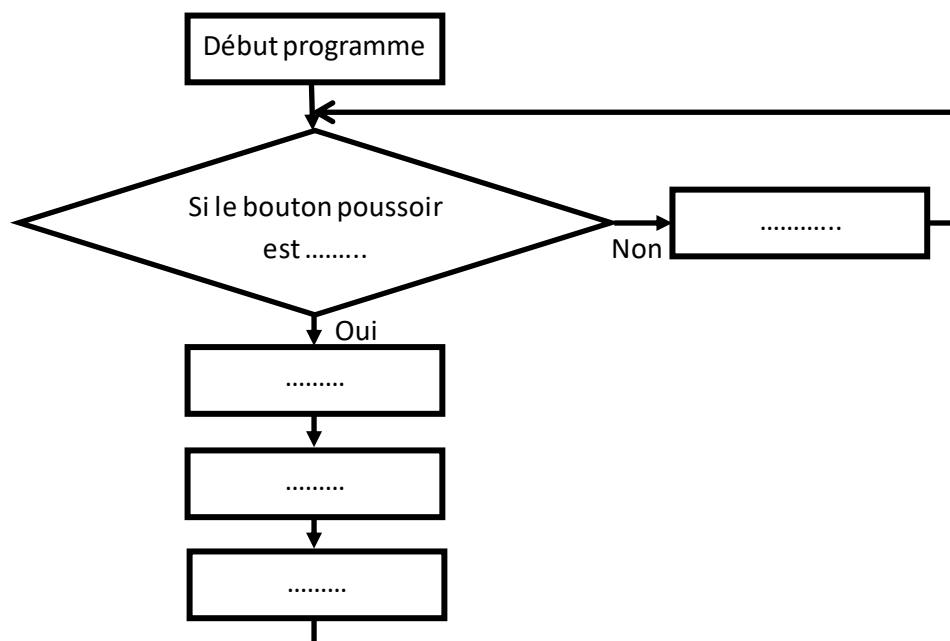 Début programme
Si le bouton poussoir
est .........
Non
............
Oui
.........
.........
.........